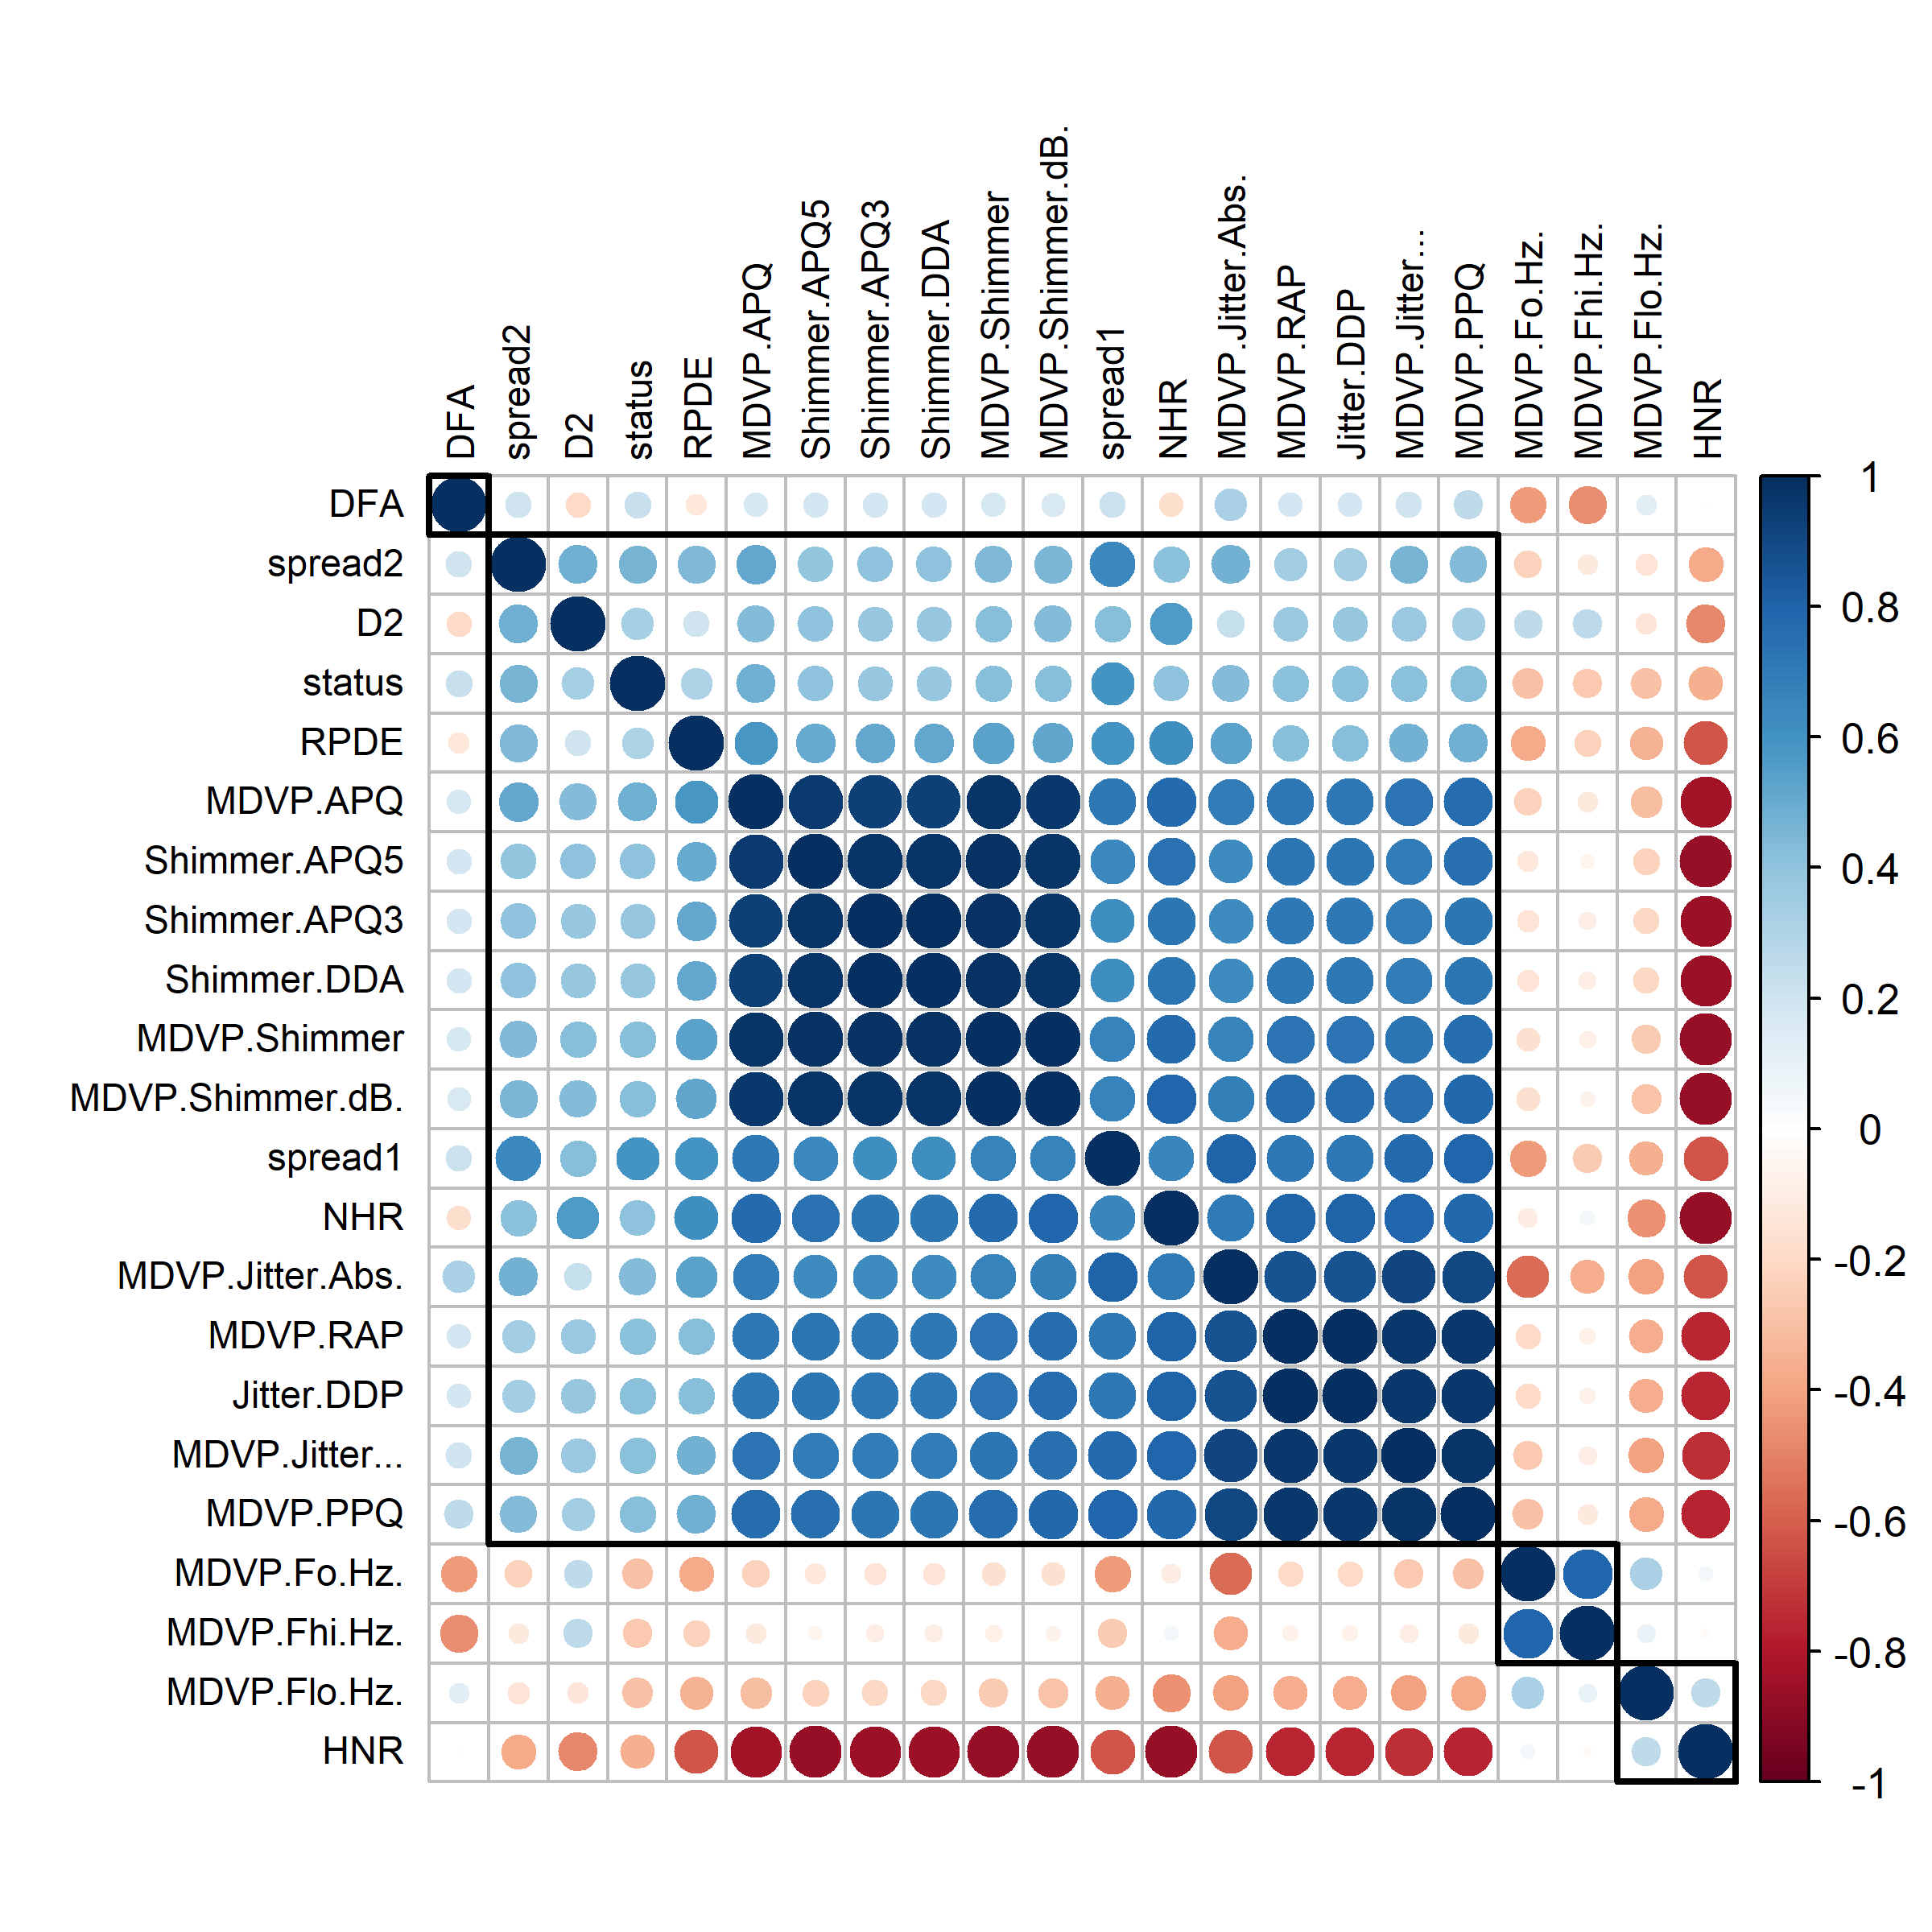 DFA
spread2
D2
status
RPDE
MDVP.APQ
Shimmer.APQ5
Shimmer.APQ3
Shimmer.DDA
MDVP.Shimmer
MDVP.Shimmer.dB.
spread1
NHR
MDVP.Jitter.Abs.
MDVP.RAP
Jitter.DDP
MDVP.Jitter...
MDVP.PPQ
MDVP.Fo.Hz.
MDVP.Fhi.Hz.
MDVP.Flo.Hz.
HNR
DFA
spread2
D2
status
RPDE
MDVP.APQ
Shimmer.APQ5
Shimmer.APQ3
Shimmer.DDA
MDVP.Shimmer
MDVP.Shimmer.dB.
spread1
NHR
MDVP.Jitter.Abs.
MDVP.RAP
Jitter.DDP
MDVP.Jitter...
MDVP.PPQ
MDVP.Fo.Hz.
MDVP.Fhi.Hz.
MDVP.Flo.Hz.
HNR
1
0.8
0.6
0.4
0.2
0
-0.2
-0.4
-0.6
-0.8
-1